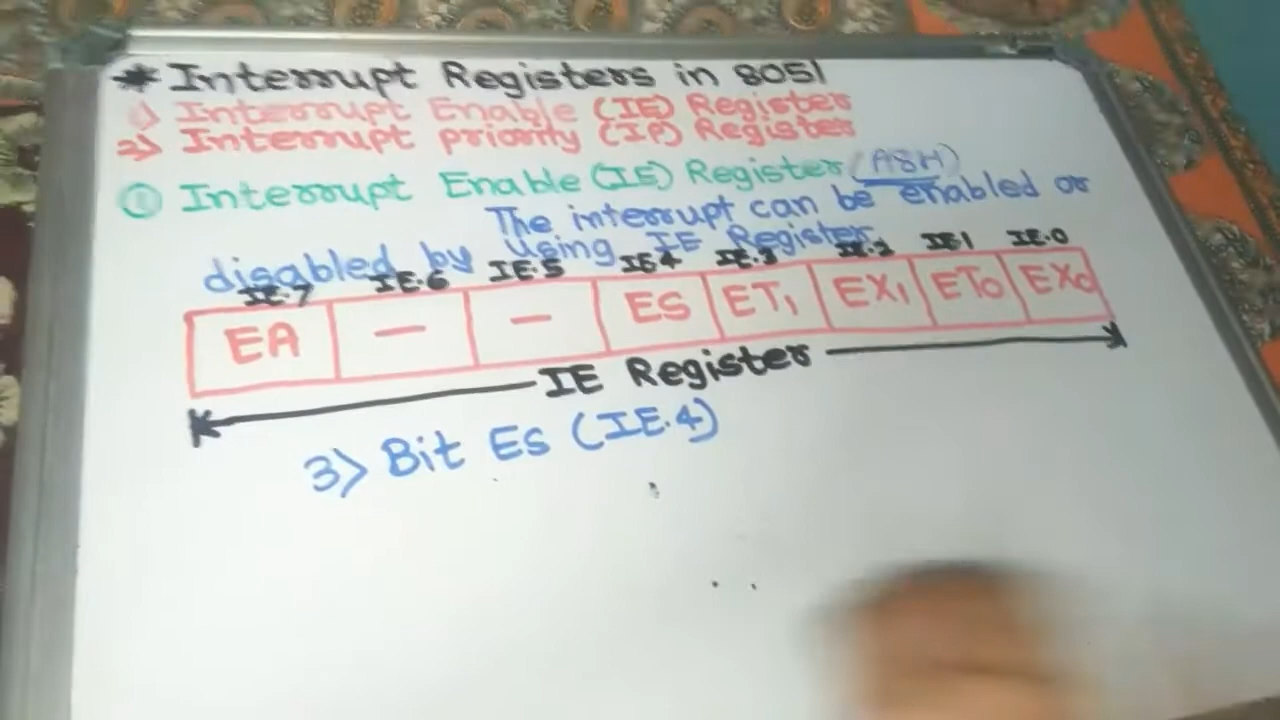 * Interrupt Registers in 8051
1) Interrupt Enable (IE) Register
2) Interrupt priority (IP) Register
① Interrupt Enable (IE) Register (A8H)
The interrupt can be enabled or
disabled by using IE Register
IE.7 IE.6 IE.5 IE.4 IE.3 IE.2 IE.1 IE.0
EA — — ES ET1 EX1 ET0 EX0
IE Register
3) Bit ES (IE.4)